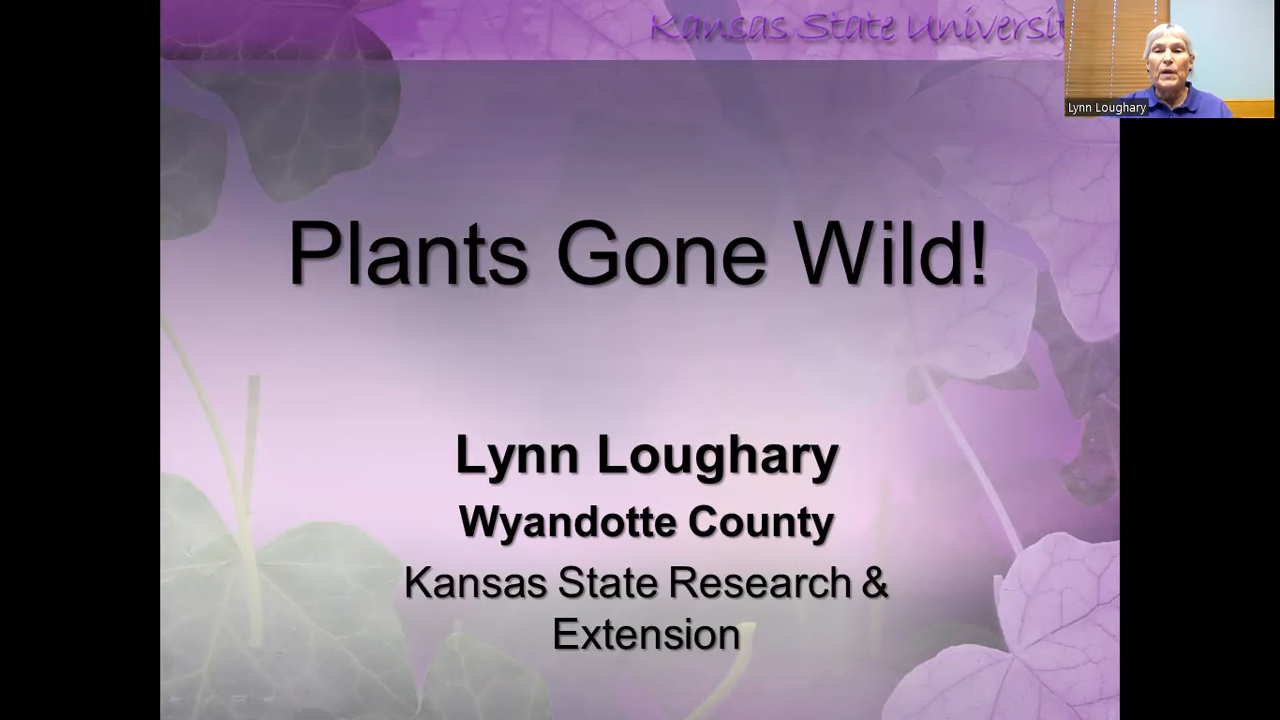 Kansas State Universit
Lynn Loughary
Plants Gone Wild!
Lynn Loughary
Wyandotte County
Kansas State Research &
Extension